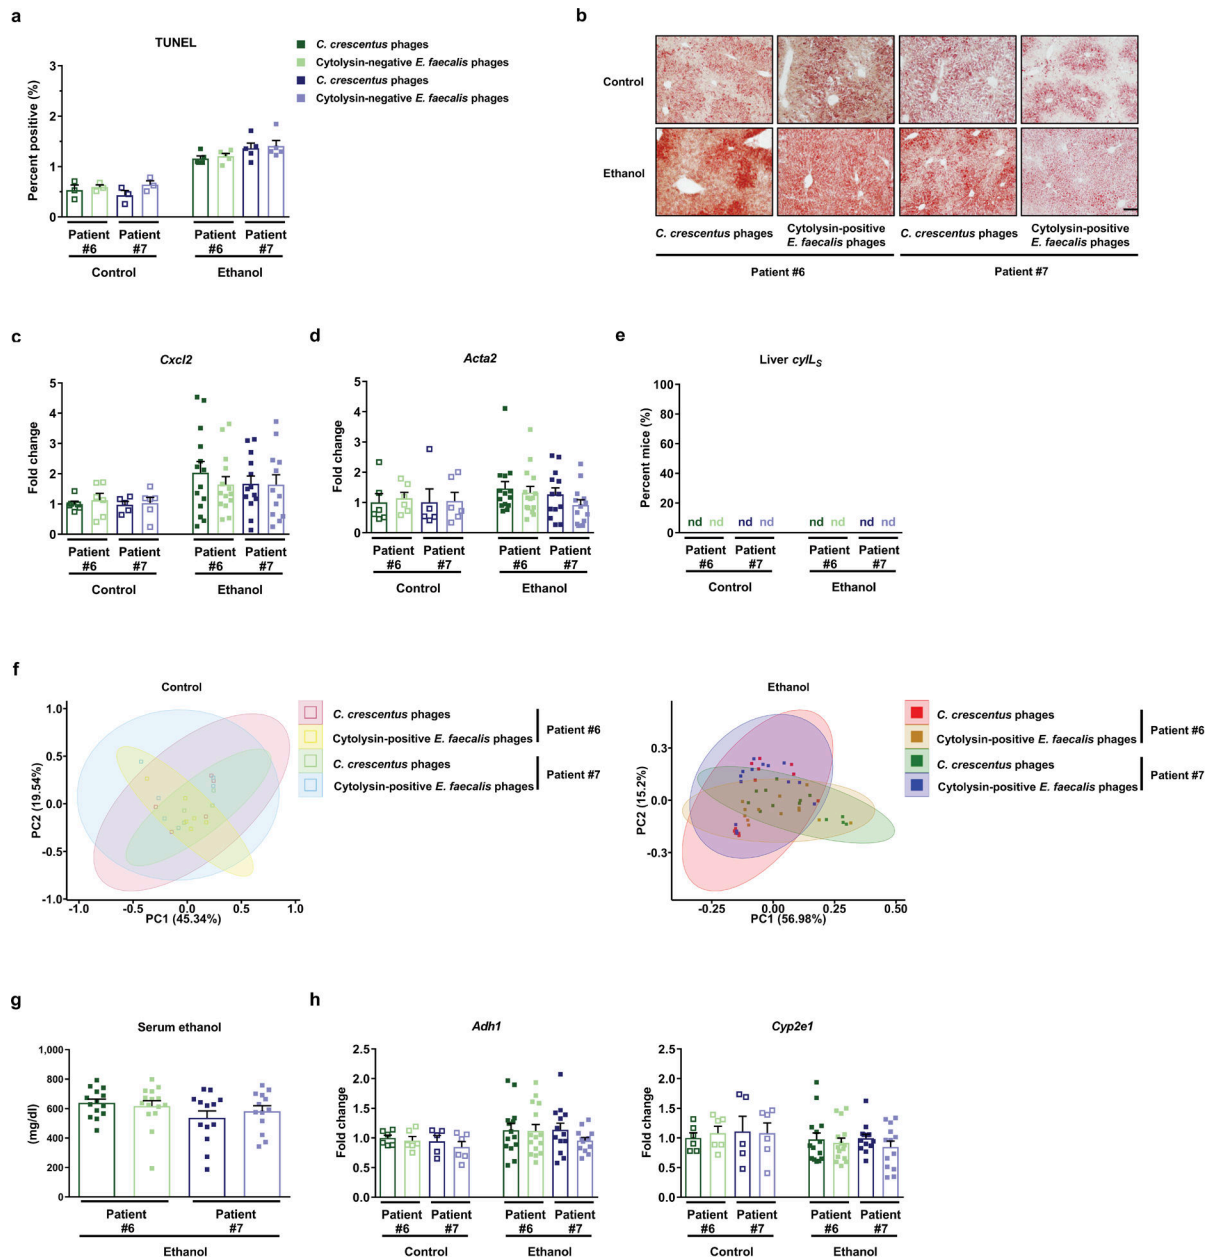 a
TUNEL
Percent positive (%)
2
1
0
3
C. crescentus phages
Cytolysin-negative E. faecalis phages
C. crescentus phages
Cytolysin-negative E. faecalis phages
Patient #6
Patient #7
Patient #6
Patient #7
Control
Ethanol
b
Control
Ethanol
C. crescentus phages
Cytolysin-positive
E. faecalis phages
C. crescentus phages
Cytolysin-positive
E. faecalis phages
Patient #6
Patient #7
c
Cxcl2
Fold change
5
4
3
2
1
0
Patient #6
Patient #7
Patient #6
Patient #7
Control
Ethanol
d
Acta2
Fold change
5
4
3
2
1
0
Patient #6
Patient #7
Patient #6
Patient #7
Control
Ethanol
e
Liver cylLS
Percent mice (%)
100
80
60
40
20
0
nd nd nd nd nd nd nd nd
Patient #6
Patient #7
Patient #6
Patient #7
Control
Ethanol
f
Control
PC2 (19.54%)
1.0
0.5
0.0
-0.5
-1.0
-1.0 -0.5 0.0 0.5 1.0
PC1 (45.34%)
C. crescentus phages
Cytolysin-positive E. faecalis phages
Patient #6
C. crescentus phages
Cytolysin-positive E. faecalis phages
Patient #7
Ethanol
PC2 (15.2%)
0.3
0.0
-0.3
-0.25 0.00 0.25 0.50
PC1 (56.98%)
C. crescentus phages
Cytolysin-positive E. faecalis phages
Patient #6
C. crescentus phages
Cytolysin-positive E. faecalis phages
Patient #7
g
Serum ethanol
(mg/dl)
1,000
800
600
400
200
0
Patient #6
Patient #7
Ethanol
h
Adh1
Fold change
2.5
2.0
1.5
1.0
0.5
0.0
Patient #6
Patient #7
Patient #6
Patient #7
Control
Ethanol
Cyp2e1
Fold change
2.5
2.0
1.5
1.0
0.5
0.0
Patient #6
Patient #7
Patient #6
Patient #7
Control
Ethanol